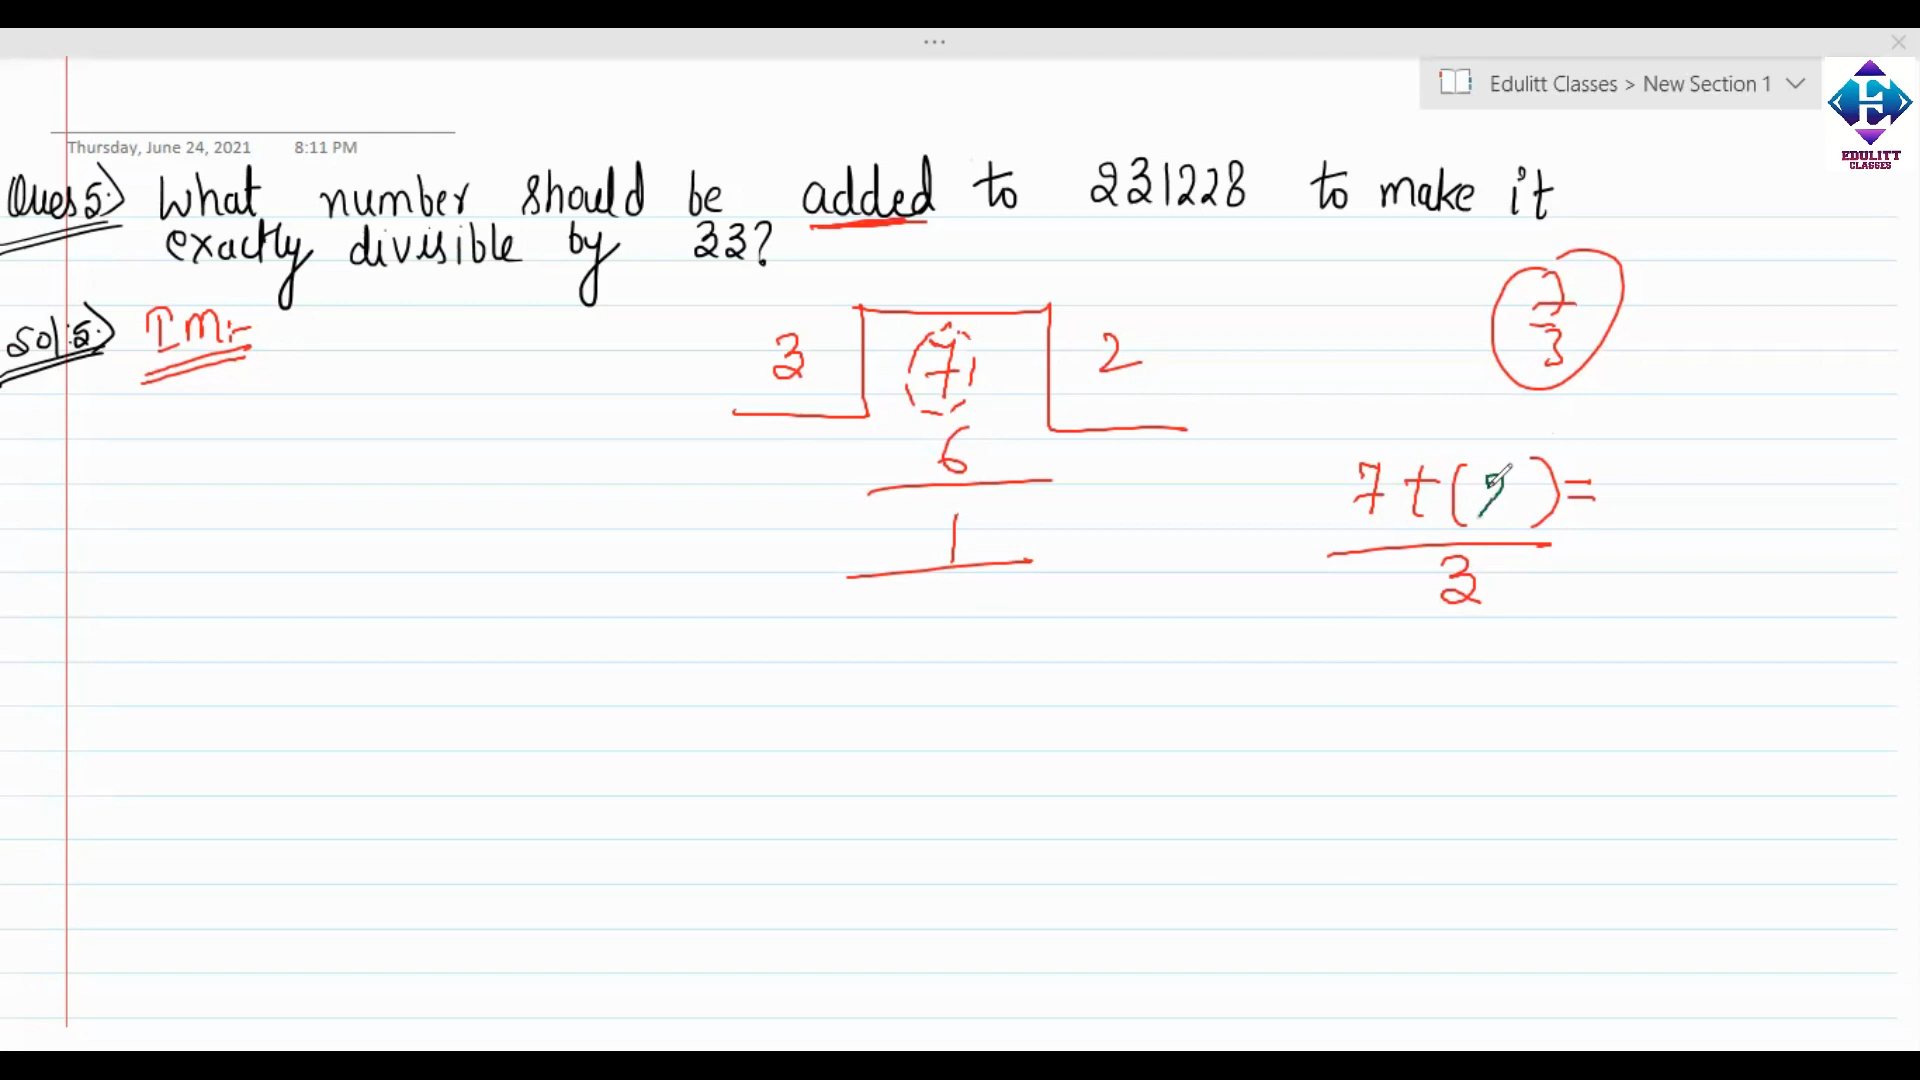 ...
Edulitt Classes > New Section 1
EDULITT
CLASSES
Thursday, June 24, 2021 8:11 PM
Ques 5:) What number should be added to 231228 to make it
exactly divisible by 33?
Sol:5:) IM:-
7
3
3 7 2
6
1
7 + ( ) =
3